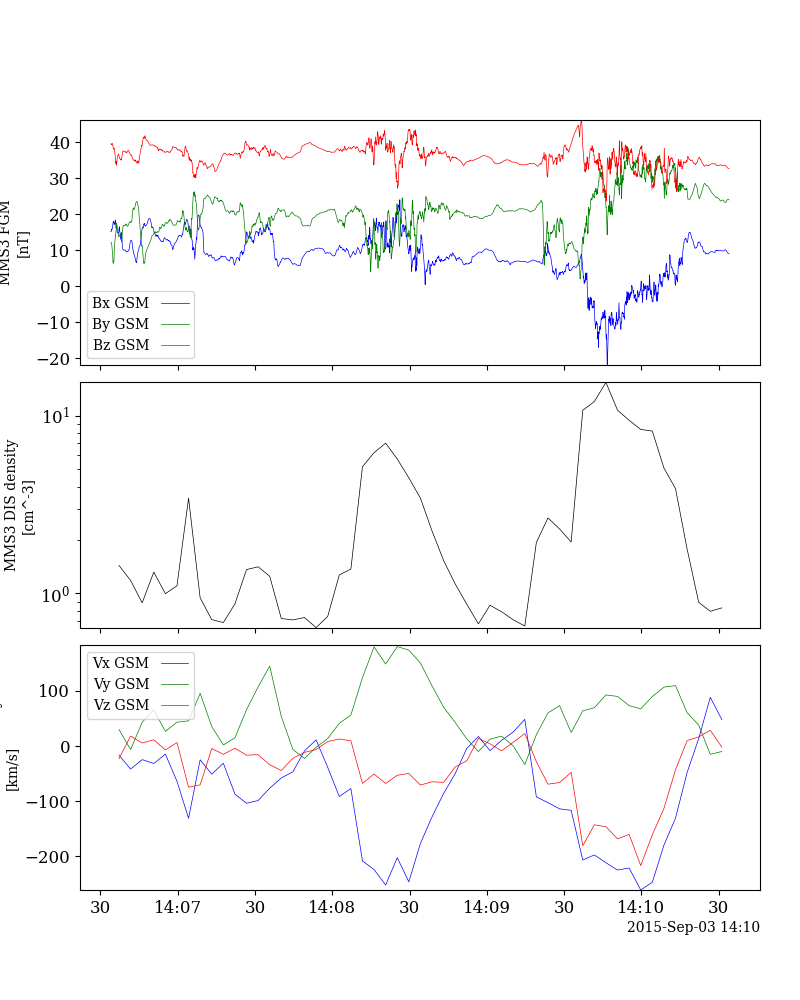 40
30
20
10
0
−10
−20
MMS3 FGM
[nT]
Bx GSM
By GSM
Bz GSM
10^1
10^0
MMS3 DIS density
[cm^-3]
100
0
−100
−200
[km/s]
Vx GSM
Vy GSM
Vz GSM
30 14:07 30 14:08 30 14:09 30 14:10 30
2015-Sep-03 14:10